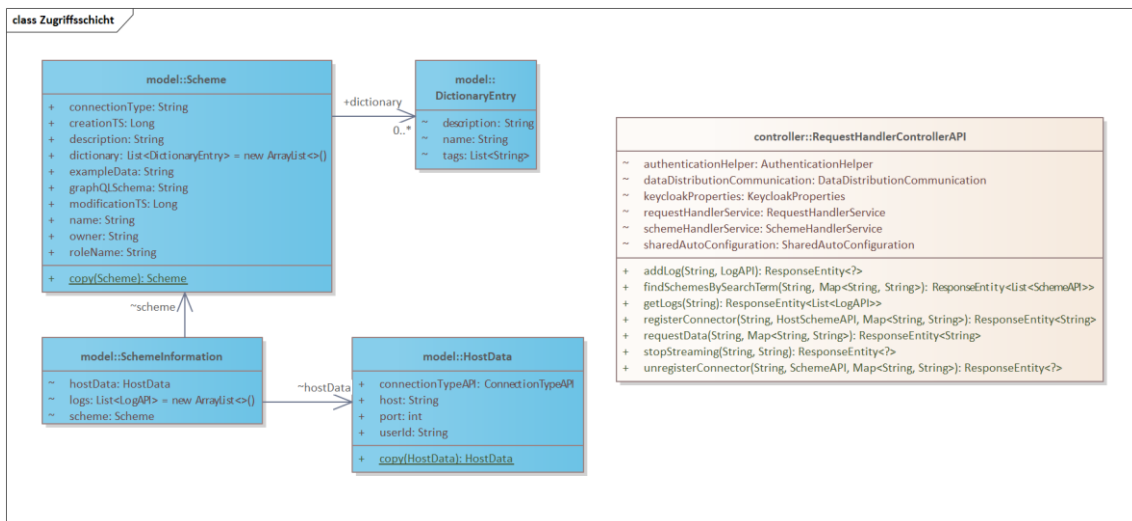 class Zugriffsschicht
model::Scheme
+ connectionType: String
+ creationTS: Long
+ description: String
+ dictionary: List<DictionaryEntry> = new ArrayList<>()
+ exampleData: String
+ graphQLSchema: String
+ modificationTS: Long
+ name: String
+ owner: String
+ roleName: String
+ copy(Scheme): Scheme
+dictionary
0..*
model::
DictionaryEntry
~ description: String
~ name: String
~ tags: List<String>
~scheme
model::SchemeInformation
~ hostData: HostData
~ logs: List<LogAPI> = new ArrayList<>()
~ scheme: Scheme
~hostData
model::HostData
+ connectionTypeAPI: ConnectionTypeAPI
+ host: String
+ port: int
+ userId: String
+ copy(HostData): HostData
controller::RequestHandlerControllerAPI
~ authenticationHelper: AuthenticationHelper
~ dataDistributionCommunication: DataDistributionCommunication
~ keycloakProperties: KeycloakProperties
~ requestHandlerService: RequestHandlerService
~ schemeHandlerService: SchemeHandlerService
~ sharedAutoConfiguration: SharedAutoConfiguration
+ addLog(String, LogAPI): ResponseEntity<?>
+ findSchemesBySearchTerm(String, Map<String, String>): ResponseEntity<List<SchemeAPI>>
+ getLogs(String): ResponseEntity<List<LogAPI>>
+ registerConnector(String, HostSchemeAPI, Map<String, String>): ResponseEntity<String>
+ requestData(String, Map<String, String>): ResponseEntity<String>
+ stopStreaming(String, String): ResponseEntity<?>
+ unregisterConnector(String, SchemeAPI, Map<String, String>): ResponseEntity<?>